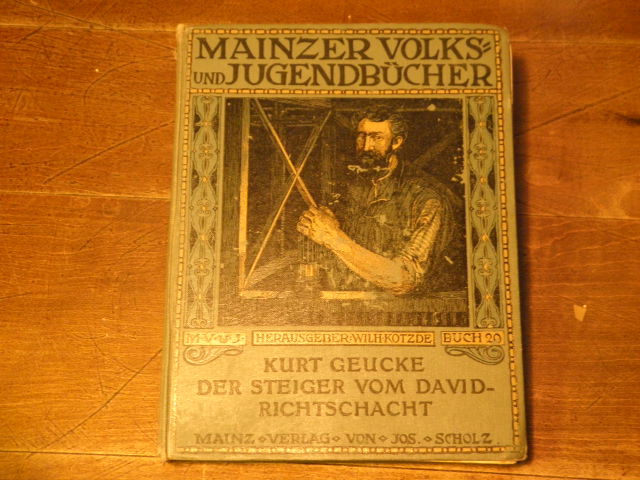 MAINZER VOLKS=
UND JUGENDBÜCHER
M·V·U·J· HERAUSGEBER·WILH·KOTZDE BUCH 20
KURT GEUCKE
DER STEIGER VOM DAVID-
RICHTSCHACHT
MAINZ ⬥ VERLAG ⬥ VON ⬥ JOS. ⬥ SCHOLZ